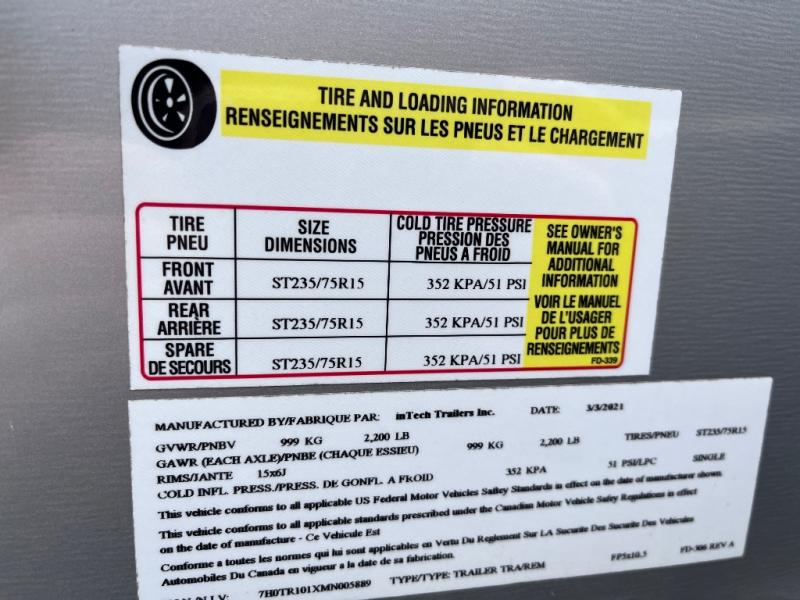 TIRE AND LOADING INFORMATION
RENSEIGNEMENTS SUR LES PNEUS ET LE CHARGEMENT
TIRE
PNEU
SIZE
DIMENSIONS
COLD TIRE PRESSURE
PRESSION DES
PNEUS A FROID
FRONT
AVANT
ST235/75R15
352 KPA/51 PSI
REAR
ARRIÈRE
ST235/75R15
352 KPA/51 PSI
SPARE
DE SECOURS
ST235/75R15
352 KPA/51 PSI
SEE OWNER'S
MANUAL FOR
ADDITIONAL
INFORMATION
VOIR LE MANUEL
DE L'USAGER
POUR PLUS DE
RENSEIGNEMENTS
FD-339
MANUFACTURED BY/FABRIQUE PAR: inTech Trailers Inc. DATE: 3/3/2021
GVWR/PNBV 999 KG 2,200 LB
GAWR (EACH AXLE)/PNBE (CHAQUE ESSIEU) 999 KG 2,200 LB TIRES/PNEU ST235/75R15
RIMS/JANTE 15x6J
COLD INFL. PRESS./PRESS. DE GONFL. A FROID 352 KPA 51 PSI/LPC SINGLE
This vehicle conforms to all applicable US Federal Motor Vehicles Saftey Standards in effect on the date of manufacturer shown.
This vehicle conforms to all applicable standards prescribed under the Canadian Motor Vehicle Safey Regulations in effect
on the date of manufacture - Ce Vehicule Est
Conforme a toutes les normes qui lui sont applicables en Vertu Du Reglement Sur LA Sucurite Des Sucurite Des Vehicules
Automobiles Du Canada en vigueur a la date de sa fabrication.
7H0TR101XMN005889 TYPE/TYPE: TRAILER TRA/REM FP5x10.5 FD-306 REV A